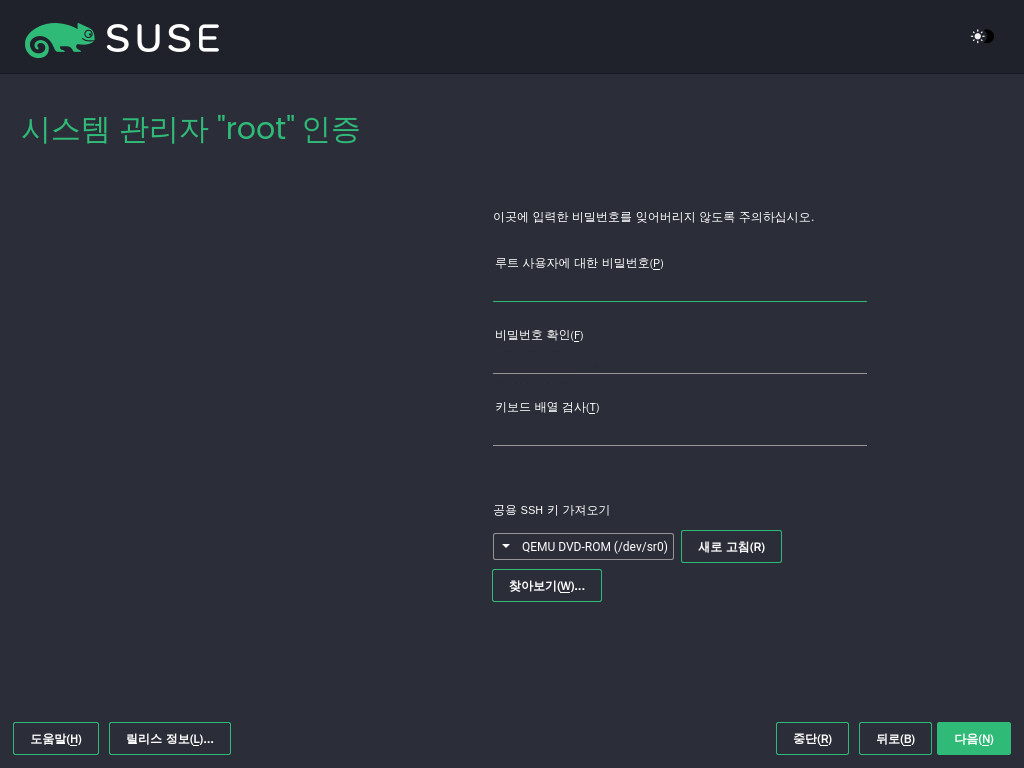 SUSE
시스템 관리자 "root" 인증
이곳에 입력한 비밀번호를 잊어버리지 않도록 주의하십시오.
루트 사용자에 대한 비밀번호(P)
비밀번호 확인(F)
키보드 배열 검사(T)
공용 SSH 키 가져오기
QEMU DVD-ROM (/dev/sr0)
새로 고침(R)
찾아보기(W)...
도움말(H)
릴리스 정보(L)...
중단(R)
뒤로(B)
다음(N)